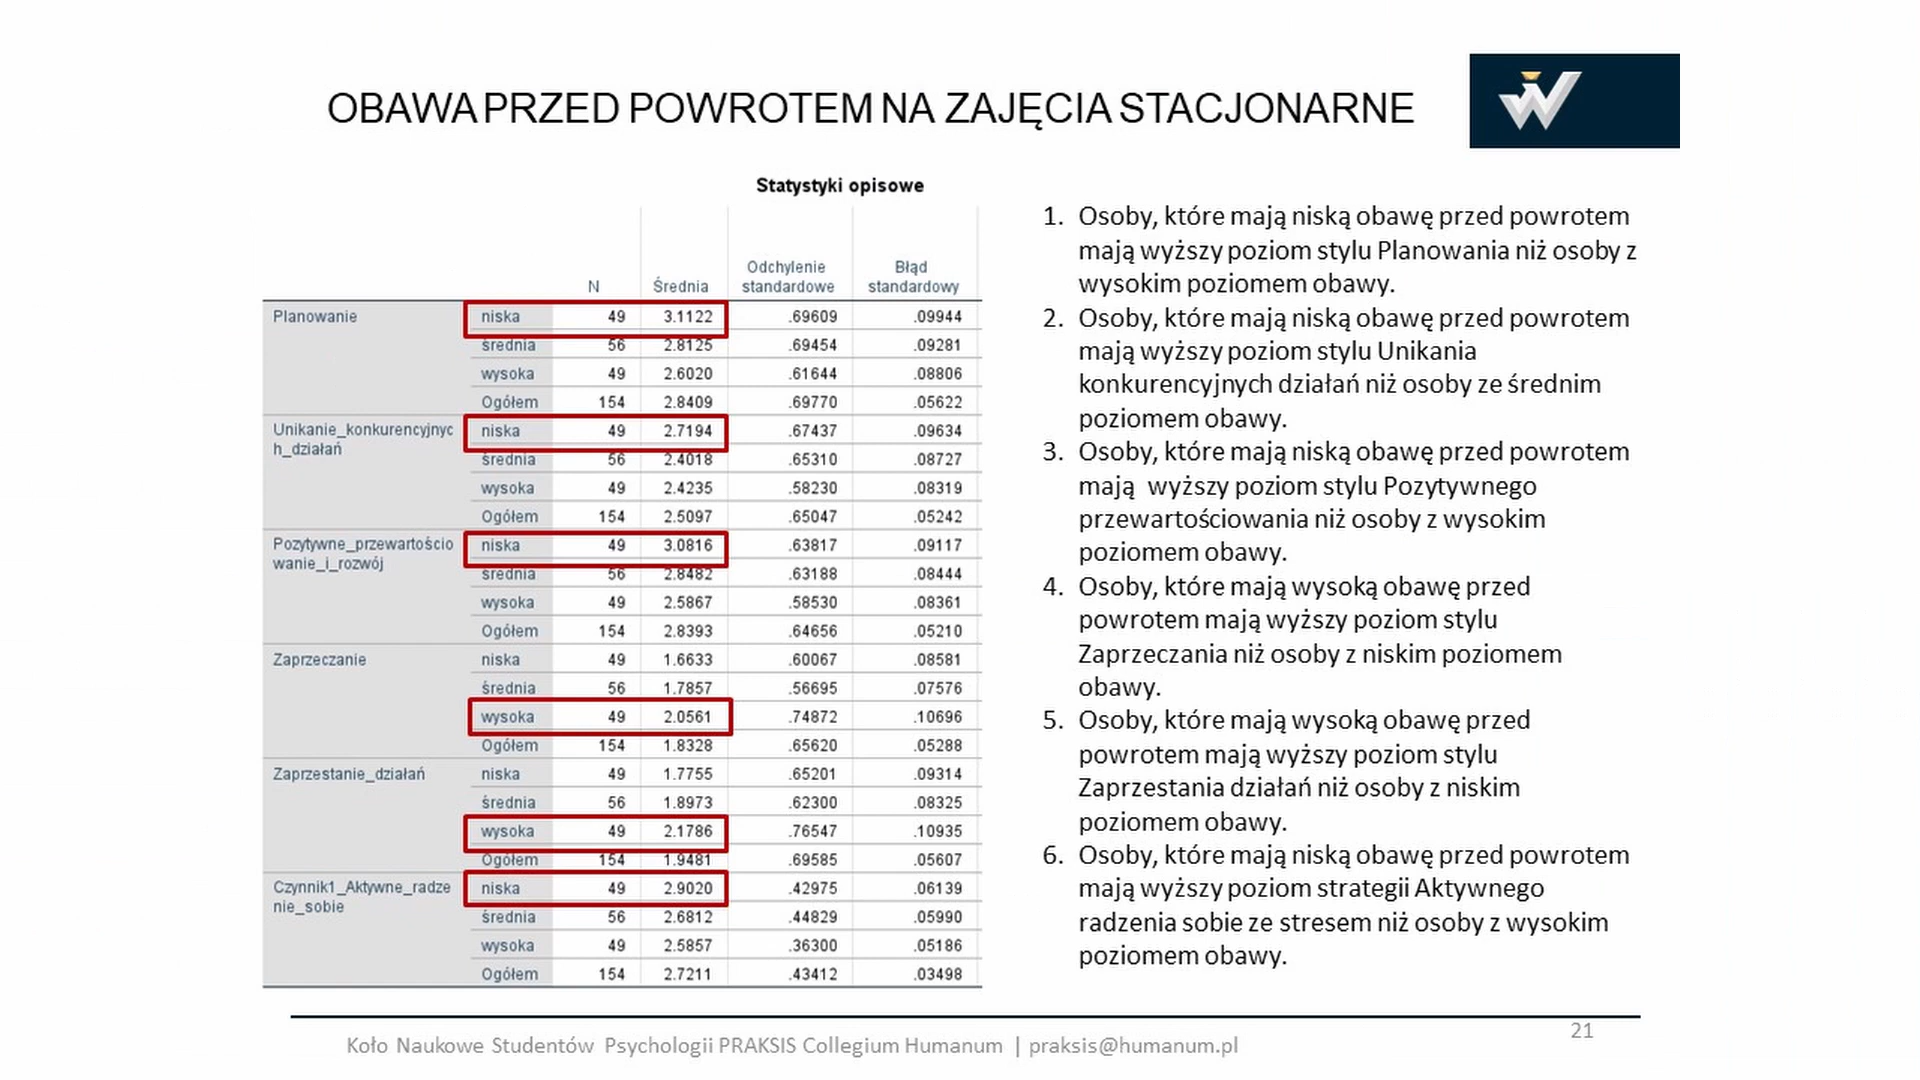 OBAWA PRZED POWROTEM NA ZAJĘCIA STACJONARNE
Statystyki opisowe
N Średnia Odchylenie standardowe Błąd standardowy
Planowanie niska 49 3.1122 .69609 .09944
średnia 56 2.8125 .69454 .09281
wysoka 49 2.6020 .61644 .08806
Ogółem 154 2.8409 .69770 .05622
Unikanie_konkurencyjnyc
h_działań niska 49 2.7194 .67437 .09634
średnia 56 2.4018 .65310 .08727
wysoka 49 2.4235 .58230 .08319
Ogółem 154 2.5097 .65047 .05242
Pozytywne_przewartościo
wanie_i_rozwój niska 49 3.0816 .63817 .09117
średnia 56 2.8482 .63188 .08444
wysoka 49 2.5867 .58530 .08361
Ogółem 154 2.8393 .64656 .05210
Zaprzeczanie niska 49 1.6633 .60067 .08581
średnia 56 1.7857 .56695 .07576
wysoka 49 2.0561 .74872 .10696
Ogółem 154 1.8328 .65620 .05288
Zaprzestanie_działań niska 49 1.7755 .65201 .09314
średnia 56 1.8973 .62300 .08325
wysoka 49 2.1786 .76547 .10935
Ogółem 154 1.9481 .69585 .05607
Czynnik1_Aktywne_radze
nie_sobie niska 49 2.9020 .42975 .06139
średnia 56 2.6812 .44829 .05990
wysoka 49 2.5857 .36300 .05186
Ogółem 154 2.7211 .43412 .03498
1. Osoby, które mają niską obawę przed powrotem
mają wyższy poziom stylu Planowania niż osoby z
wysokim poziomem obawy.
2. Osoby, które mają niską obawę przed powrotem
mają wyższy poziom stylu Unikania
konkurencyjnych działań niż osoby ze średnim
poziomem obawy.
3. Osoby, które mają niską obawę przed powrotem
mają wyższy poziom stylu Pozytywnego
przewartościowania niż osoby z wysokim
poziomem obawy.
4. Osoby, które mają wysoką obawę przed
powrotem mają wyższy poziom stylu
Zaprzeczania niż osoby z niskim poziomem
obawy.
5. Osoby, które mają wysoką obawę przed
powrotem mają wyższy poziom stylu
Zaprzestania działań niż osoby z niskim
poziomem obawy.
6. Osoby, które mają niską obawę przed powrotem
mają wyższy poziom strategii Aktywnego
radzenia sobie ze stresem niż osoby z wysokim
poziomem obawy.
Koło Naukowe Studentów Psychologii PRAKSIS Collegium Humanum | praksis@humanum.pl
21